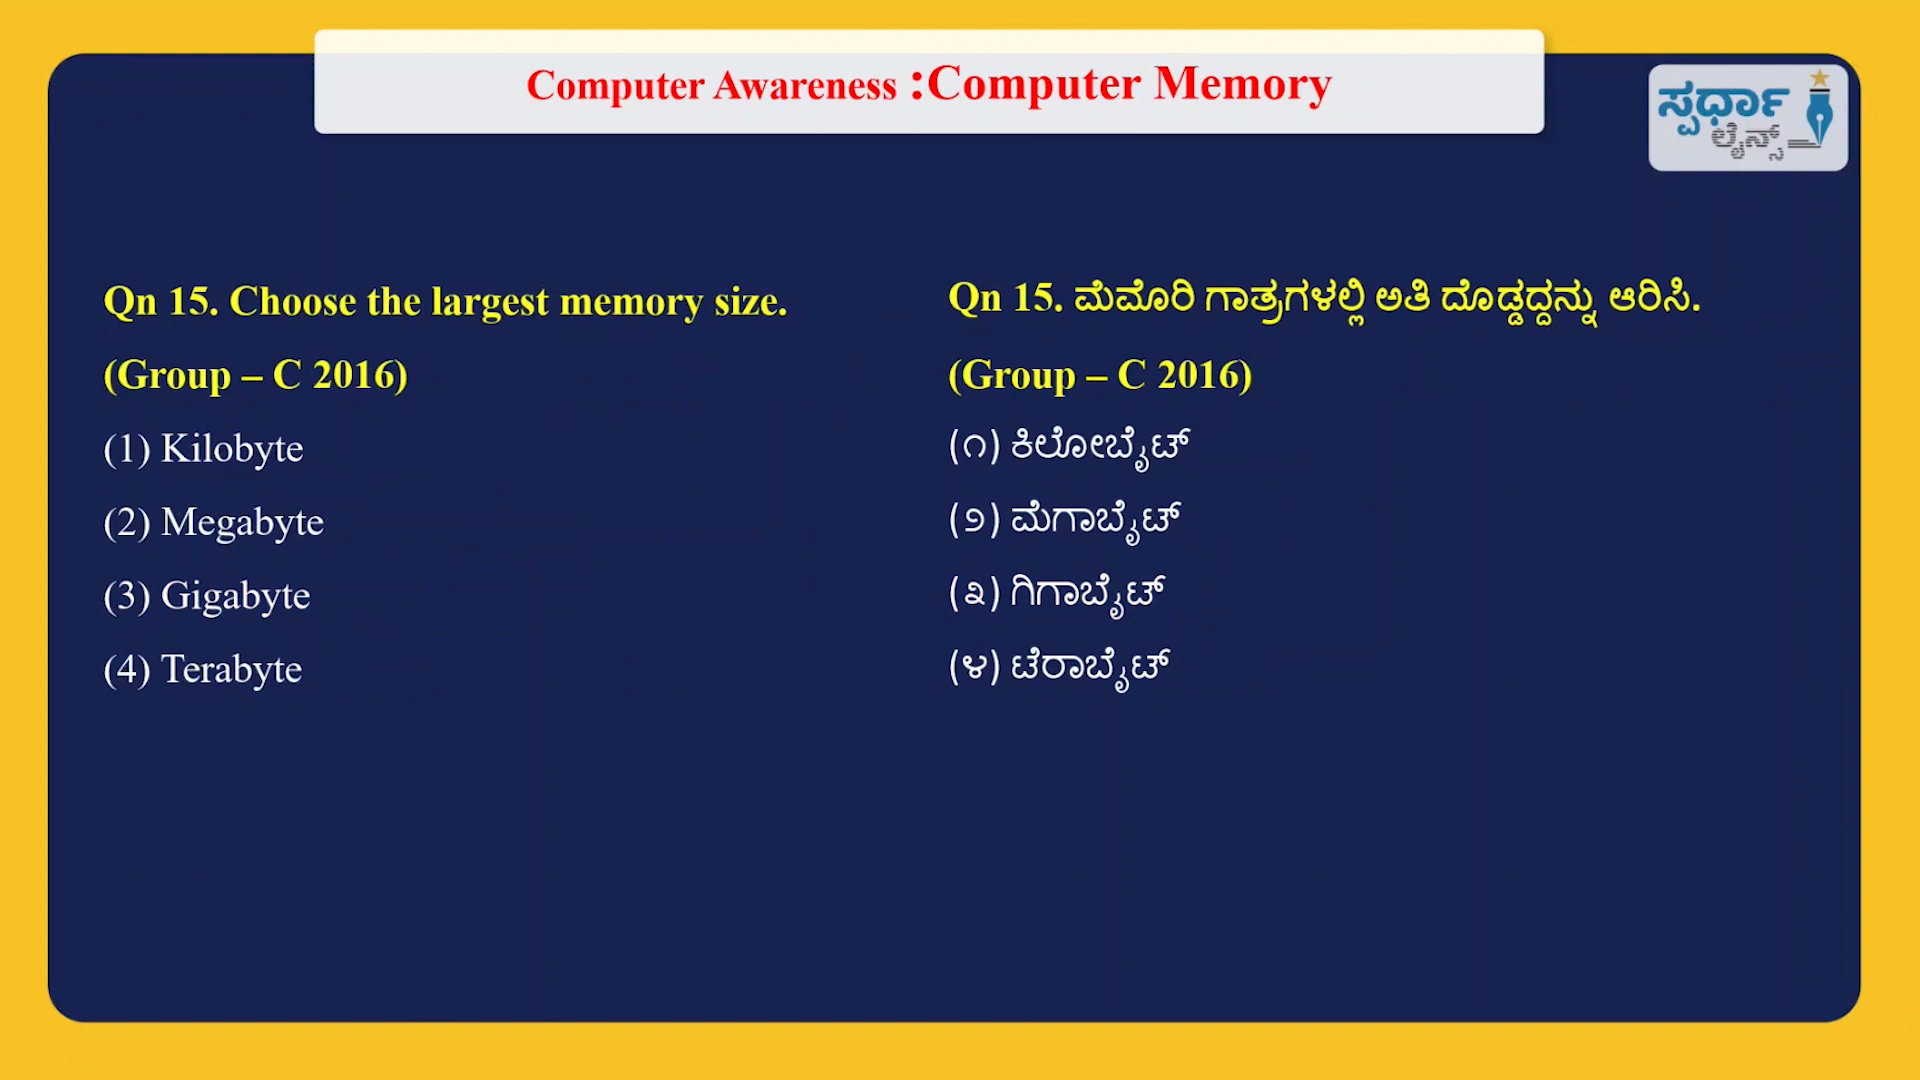 Computer Awareness :Computer Memory
ಸ್ಪರ್ಧಾ
ಲೈನ್ಸ್
Qn 15. Choose the largest memory size.
(Group – C 2016)
(1) Kilobyte
(2) Megabyte
(3) Gigabyte
(4) Terabyte
Qn 15. ಮೆಮೊರಿ ಗಾತ್ರಗಳಲ್ಲಿ ಅತಿ ದೊಡ್ಡದ್ದನ್ನು ಆರಿಸಿ.
(Group – C 2016)
(೧) ಕಿಲೋಬೈಟ್
(೨) ಮೆಗಾಬೈಟ್
(೩) ಗಿಗಾಬೈಟ್
(೪) ಟೆರಾಬೈಟ್